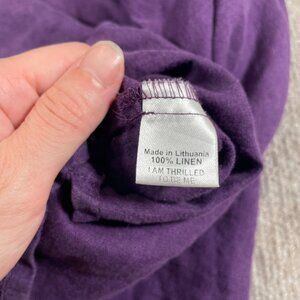 Made in Lithuania
100% LINEN
I AM THRILLED
TO BE ME